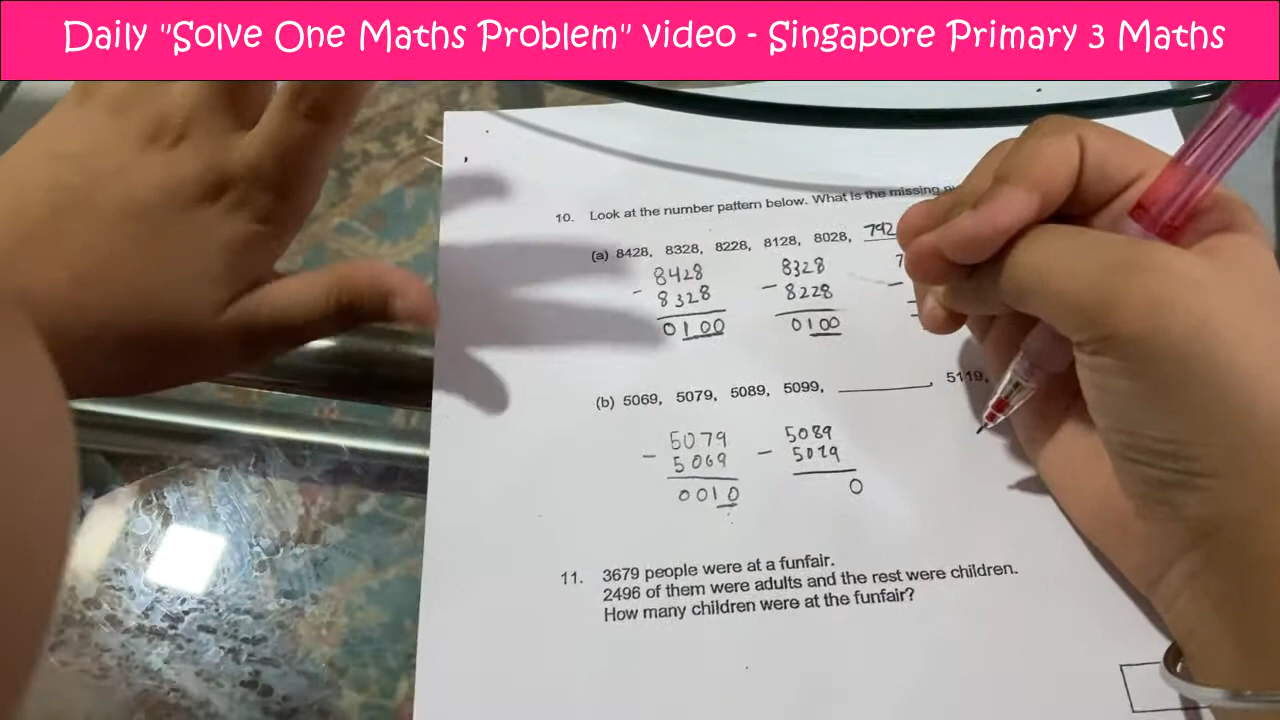 Daily "Solve One Maths Problem" video - Singapore Primary 3 Maths
10. Look at the number pattern below. What is the missing
(a) 8428, 8328, 8228, 8128, 8028, 792
8428 8328 7
- 8328 - 8228 -
0100 0100
(b) 5069, 5079, 5089, 5099, __________, 5119,
5079 5089
- 5069 - 5079
0010 0
11. 3679 people were at a funfair.
2496 of them were adults and the rest were children.
How many children were at the funfair?